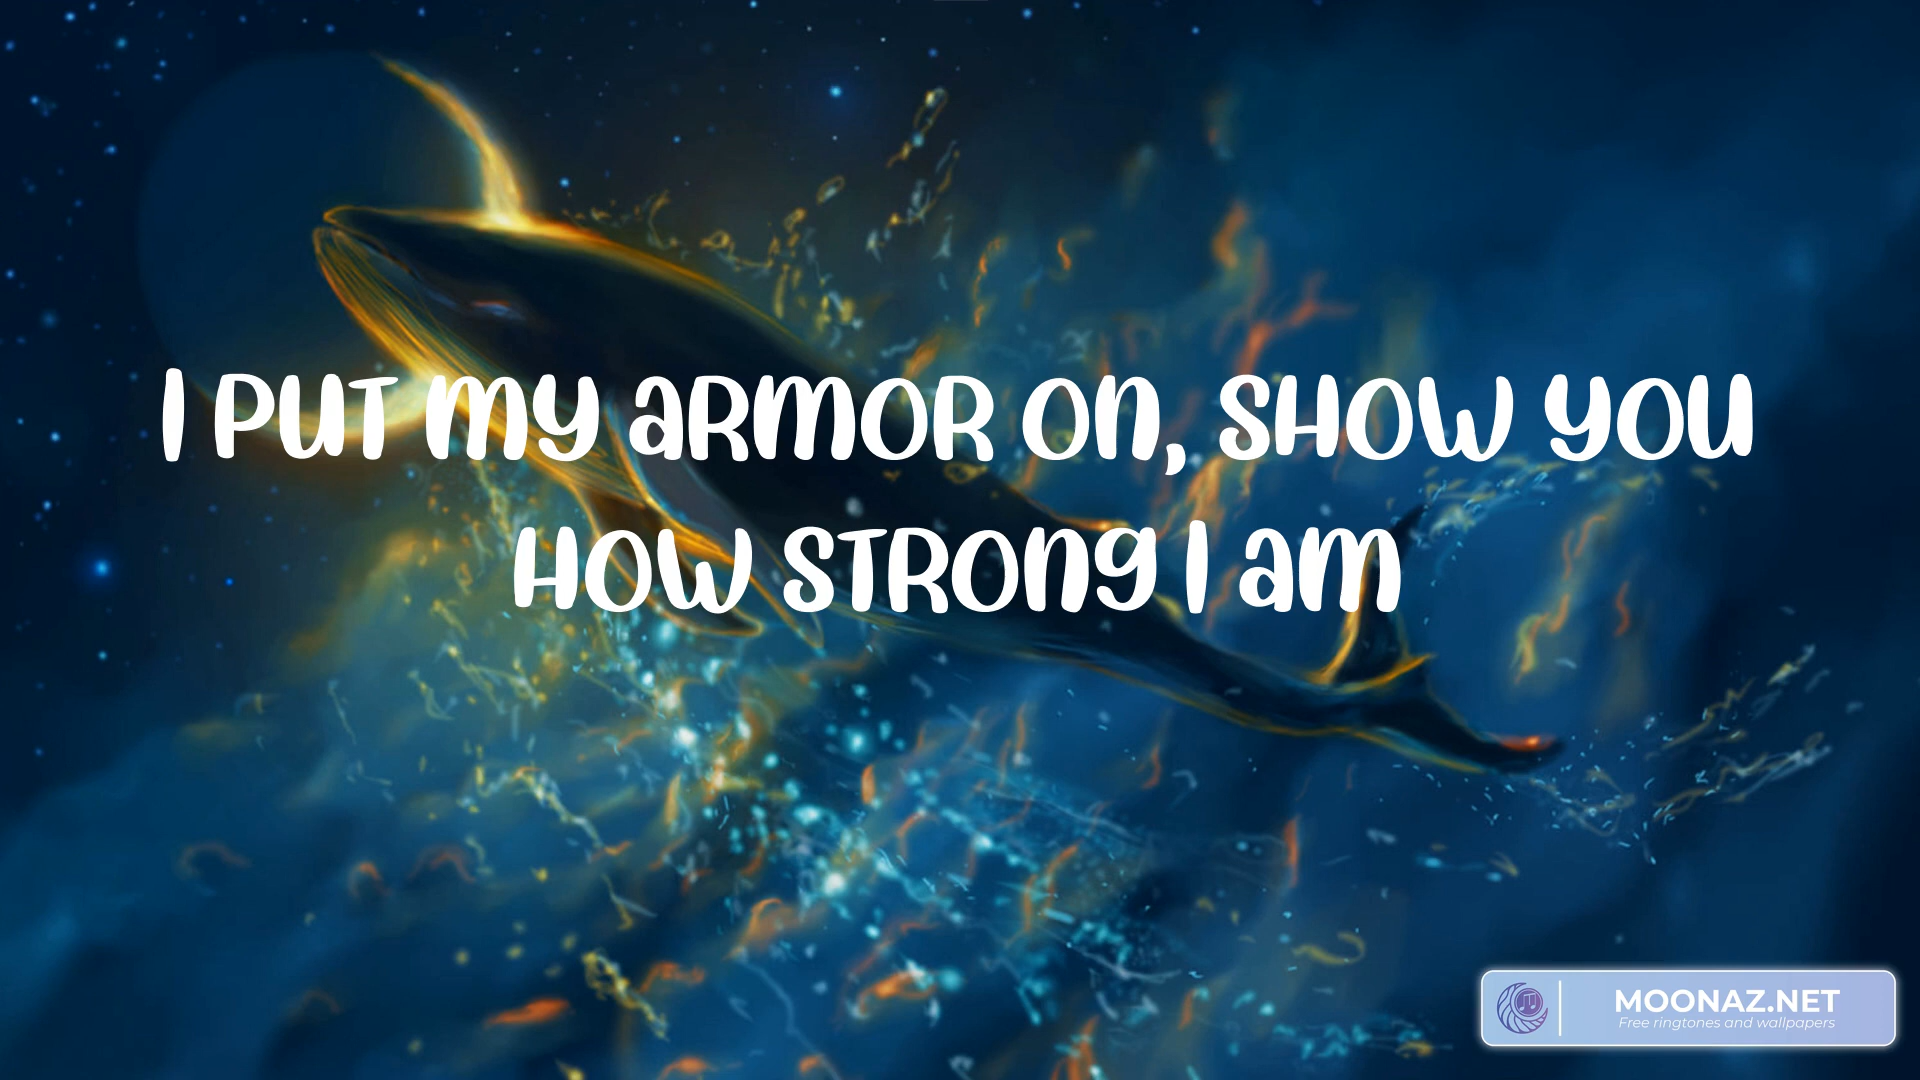 I PUT MY ARMOR ON, SHOW YOU
HOW STRONG I AM
MOONAZ.NET
Free ringtones and wallpapers